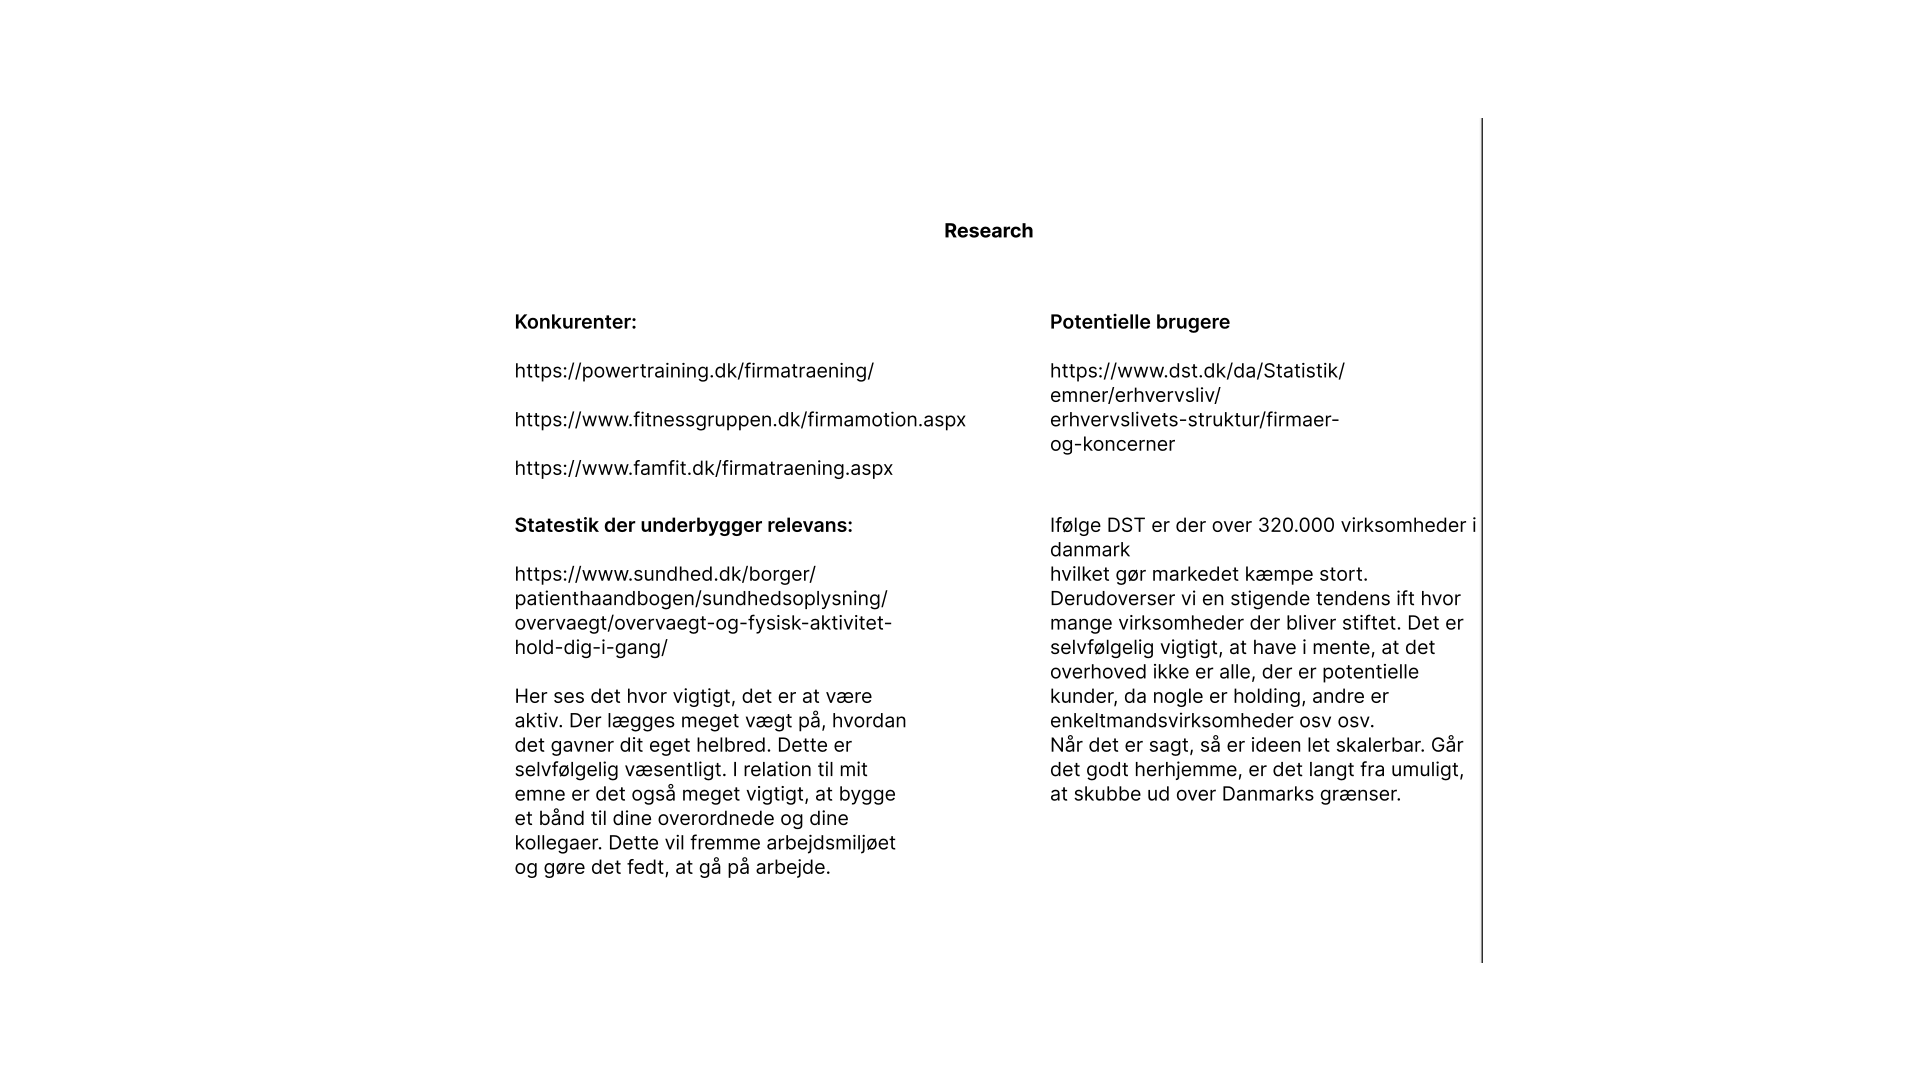 Research
Konkurenter:
https://powertraining.dk/firmatraening/
https://www.fitnessgruppen.dk/firmamotion.aspx
https://www.famfit.dk/firmatraening.aspx
Statestik der underbygger relevans:
https://www.sundhed.dk/borger/
patienthaandbogen/sundhedsoplysning/
overvaegt/overvaegt-og-fysisk-aktivitet-
hold-dig-i-gang/
Her ses det hvor vigtigt, det er at være
aktiv. Der lægges meget vægt på, hvordan
det gavner dit eget helbred. Dette er
selvfølgelig væsentligt. I relation til mit
emne er det også meget vigtigt, at bygge
et bånd til dine overordnede og dine
kollegaer. Dette vil fremme arbejdsmiljøet
og gøre det fedt, at gå på arbejde.
Potentielle brugere
https://www.dst.dk/da/Statistik/
emner/erhvervsliv/
erhvervslivets-struktur/firmaer-
og-koncerner
Ifølge DST er der over 320.000 virksomheder i
danmark
hvilket gør markedet kæmpe stort.
Derudoverser vi en stigende tendens ift hvor
mange virksomheder der bliver stiftet. Det er
selvfølgelig vigtigt, at have i mente, at det
overhoved ikke er alle, der er potentielle
kunder, da nogle er holding, andre er
enkeltmandsvirksomheder osv osv.
Når det er sagt, så er ideen let skalerbar. Går
det godt herhjemme, er det langt fra umuligt,
at skubbe ud over Danmarks grænser.